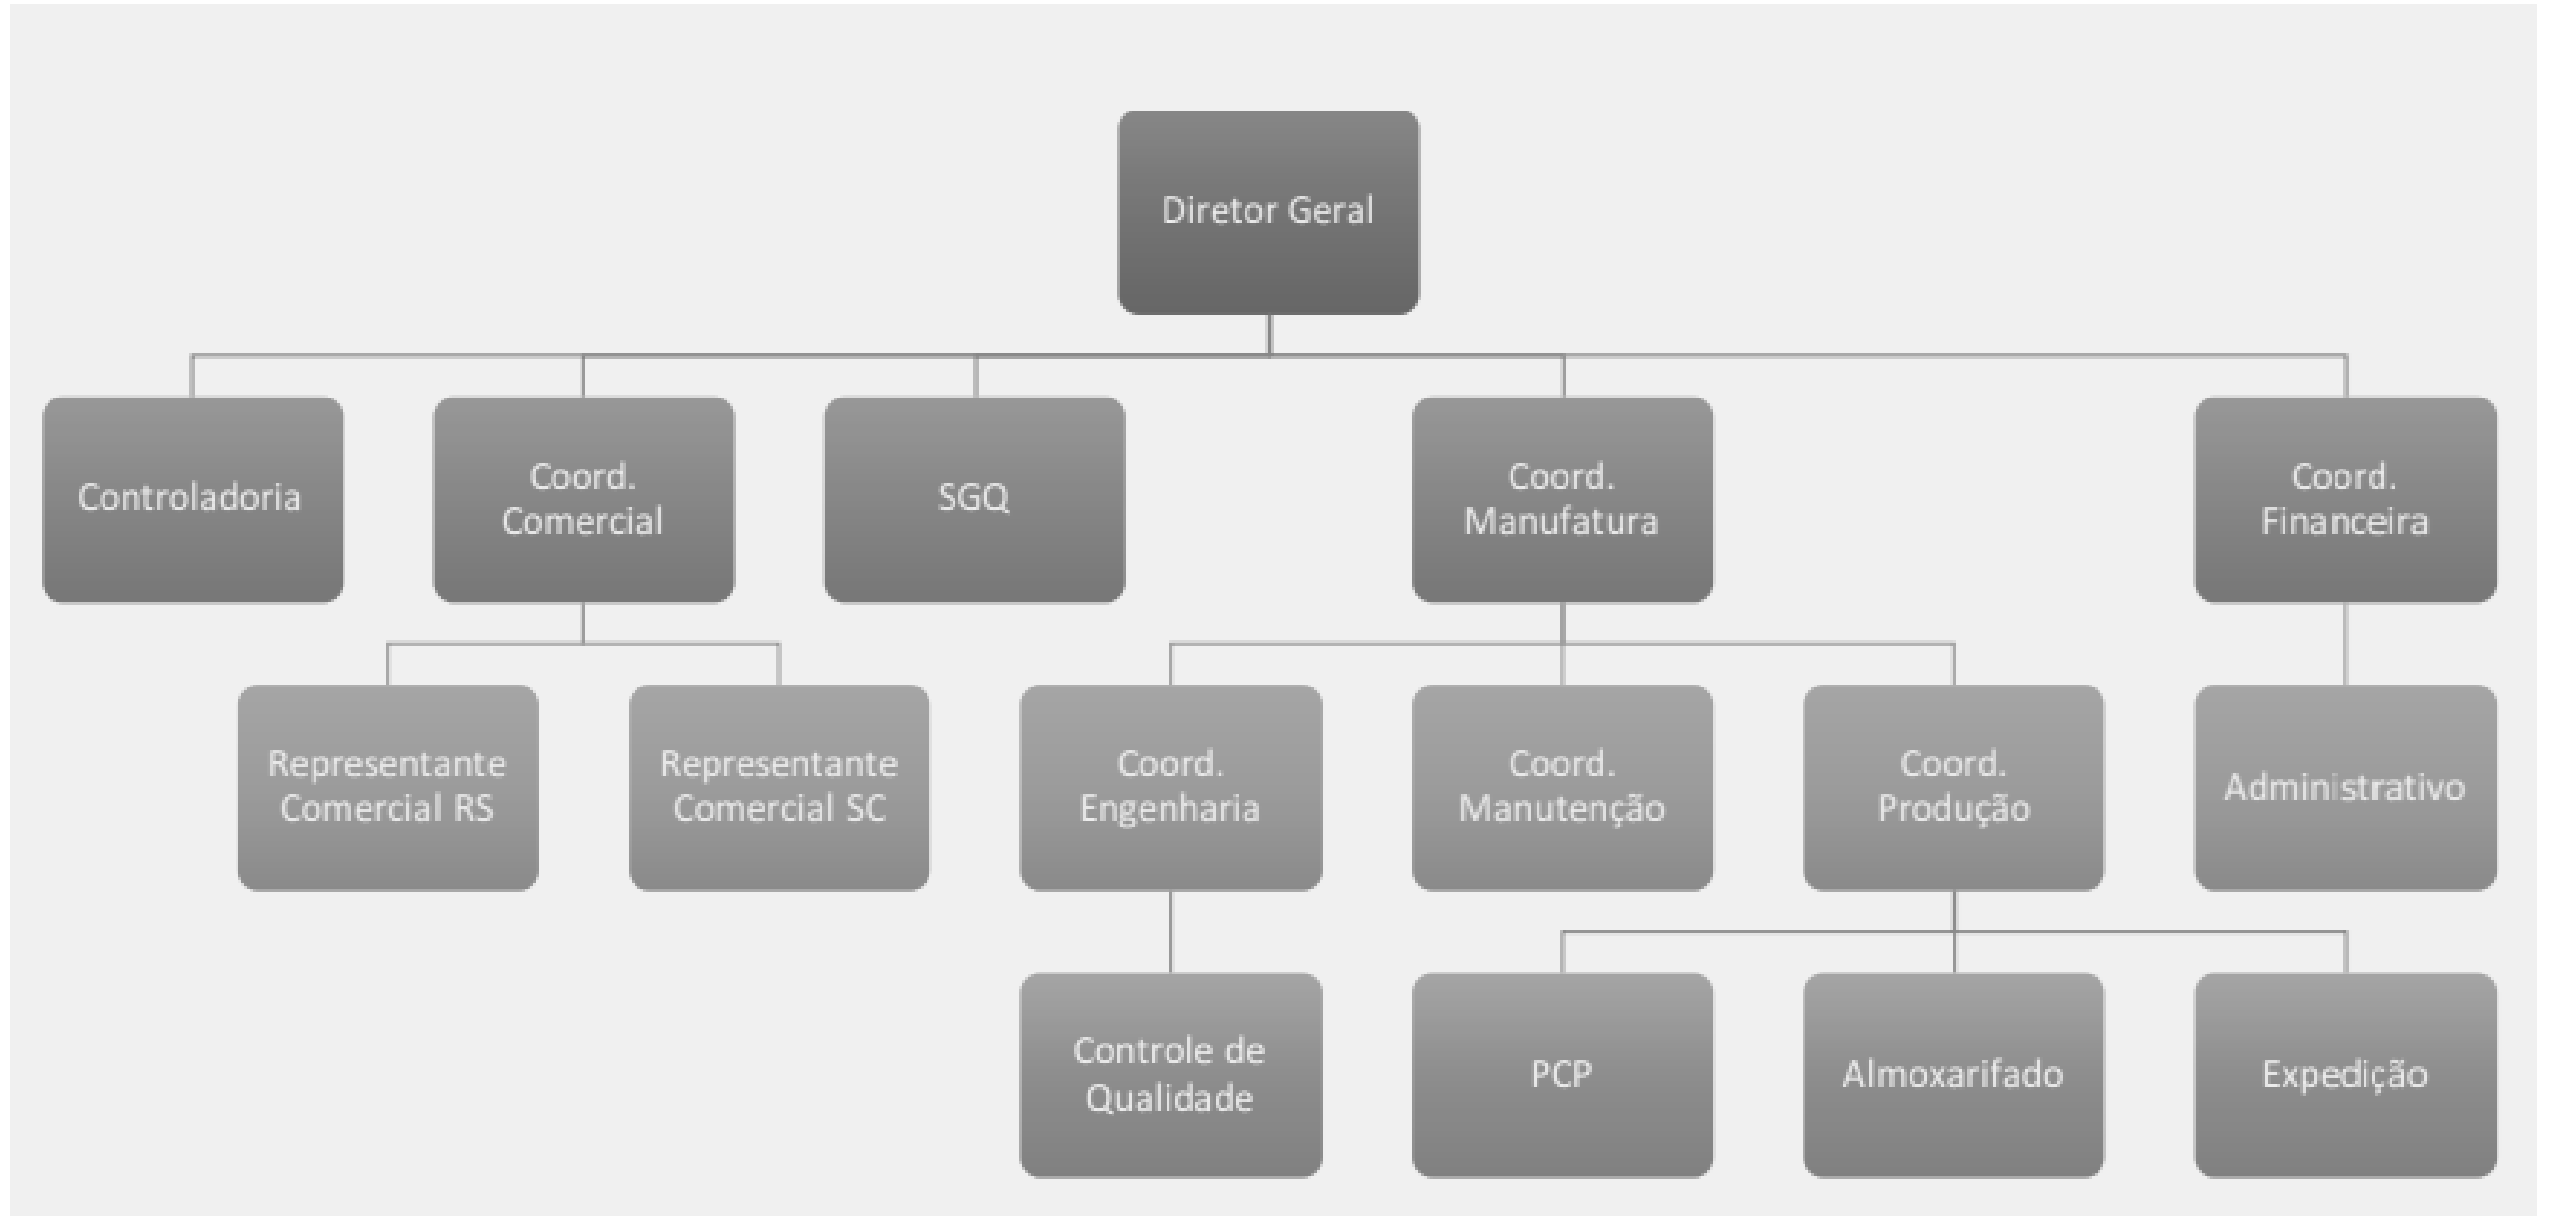 Diretor Geral
Controladoria
Coord.
Comercial
SGQ
Coord.
Manufatura
Coord.
Financeira
Representante
Comercial RS
Representante
Comercial SC
Coord.
Engenharia
Coord.
Manutenção
Coord.
Produção
Administrativo
Controle de
Qualidade
PCP
Almoxarifado
Expedição